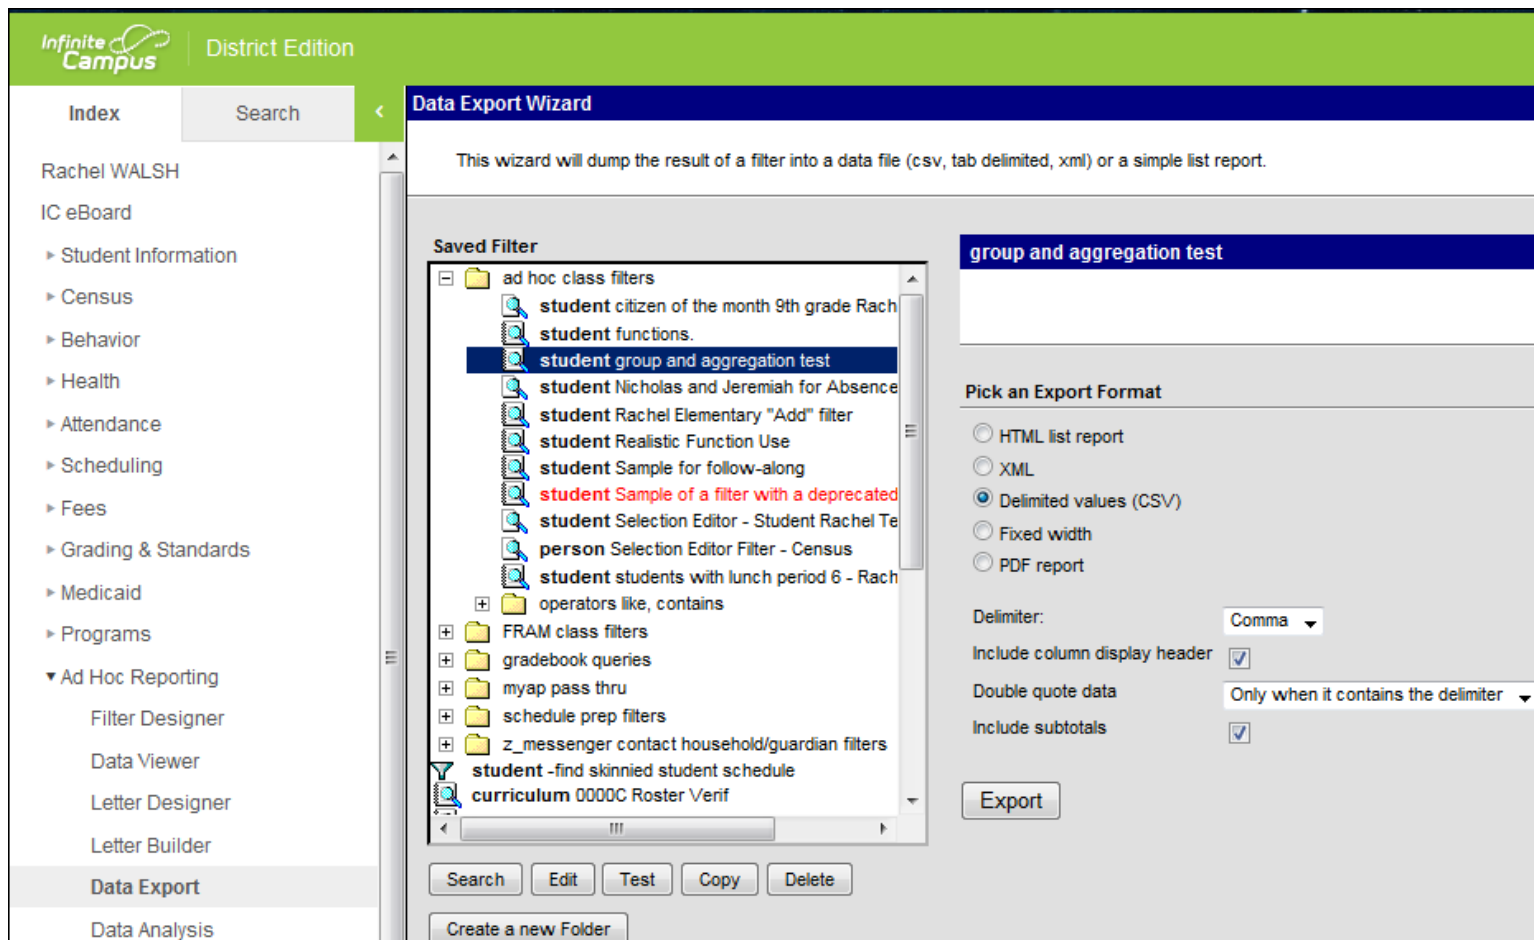 Infinite Campus
District Edition
Index
Search
Rachel WALSH
IC eBoard
Student Information
Census
Behavior
Health
Attendance
Scheduling
Fees
Grading & Standards
Medicaid
Programs
Ad Hoc Reporting
Filter Designer
Data Viewer
Letter Designer
Letter Builder
Data Export
Data Analysis
Data Export Wizard
This wizard will dump the result of a filter into a data file (csv, tab delimited, xml) or a simple list report.
Saved Filter
ad hoc class filters
student citizen of the month 9th grade Rach
student functions.
student group and aggregation test
student Nicholas and Jeremiah for Absence
student Rachel Elementary "Add" filter
student Realistic Function Use
student Sample for follow-along
student Sample of a filter with a deprecated
student Selection Editor - Student Rachel Te
person Selection Editor Filter - Census
student students with lunch period 6 - Rach
operators like, contains
FRAM class filters
gradebook queries
myap pass thru
schedule prep filters
z_messenger contact household/guardian filters
student -find skinnied student schedule
curriculum 0000C Roster Verif
Search
Edit
Test
Copy
Delete
Create a new Folder
group and aggregation test
Pick an Export Format
HTML list report
XML
Delimited values (CSV)
Fixed width
PDF report
Delimiter:
Comma
Include column display header
Double quote data
Only when it contains the delimiter
Include subtotals
Export